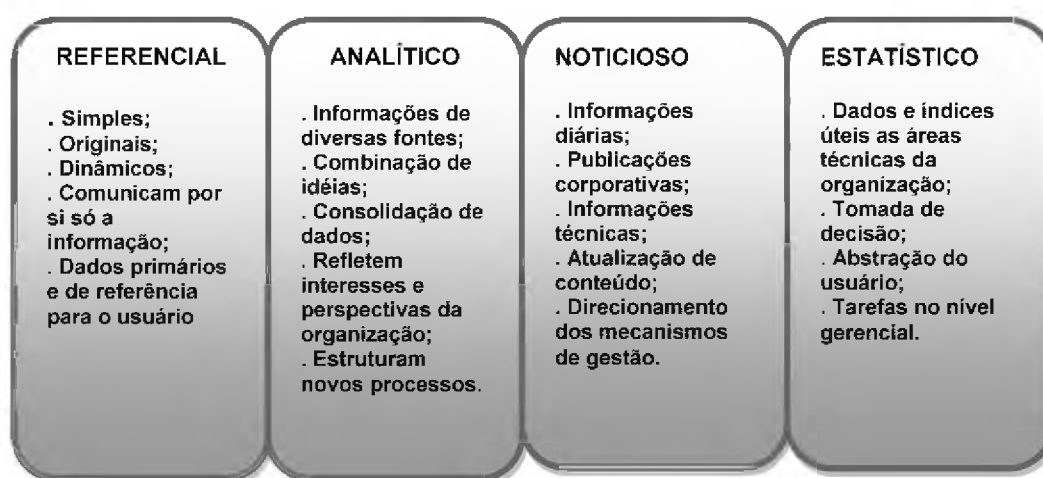 REFERENCIAL
. Simples;
. Originais;
. Dinâmicos;
. Comunicam por
si só a
informação;
. Dados primários
e de referência
para o usuário
ANALÍTICO
. Informações de
diversas fontes;
. Combinação de
idéias;
. Consolidação de
dados;
. Refletem
interesses e
perspectivas da
organização;
. Estruturam
novos processos.
NOTICIOSO
. Informações
diárias;
. Publicações
corporativas;
. Informações
técnicas;
. Atualização de
conteúdo;
. Direcionamento
dos mecanismos
de gestão.
ESTATÍSTICO
. Dados e índices
úteis as áreas
técnicas da
organização;
. Tomada de
decisão;
. Abstração do
usuário;
. Tarefas no nível
gerencial.